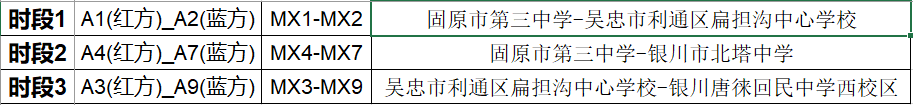 时段1 A1(红方)_A2(蓝方) MX1-MX2 固原市第三中学-吴忠市利通区扁担沟中心学校
时段2 A4(红方)_A7(蓝方) MX4-MX7 固原市第三中学-银川市北塔中学
时段3 A3(红方)_A9(蓝方) MX3-MX9 吴忠市利通区扁担沟中心学校-银川唐徕回民中学西校区